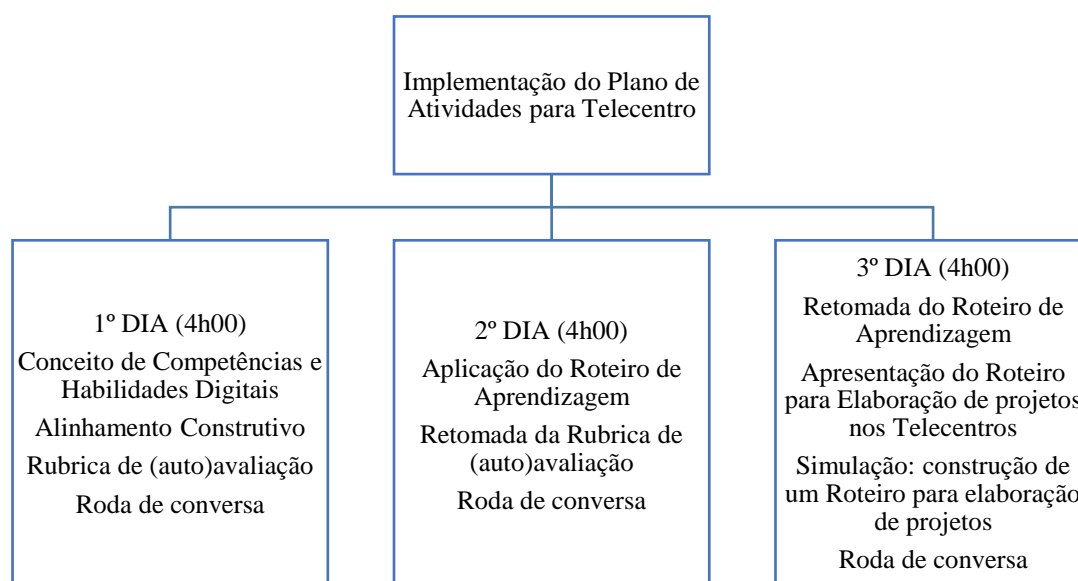 Implementação do Plano de
Atividades para Telecentro
1º DIA (4h00)
Conceito de Competências e
Habilidades Digitais
Alinhamento Construtivo
Rubrica de (auto)avaliação
Roda de conversa
2º DIA (4h00)
Aplicação do Roteiro de
Aprendizagem
Retomada da Rubrica de
(auto)avaliação
Roda de conversa
3º DIA (4h00)
Retomada do Roteiro de
Aprendizagem
Apresentação do Roteiro
para Elaboração de projetos
nos Telecentros
Simulação: construção de
um Roteiro para elaboração
de projetos
Roda de conversa